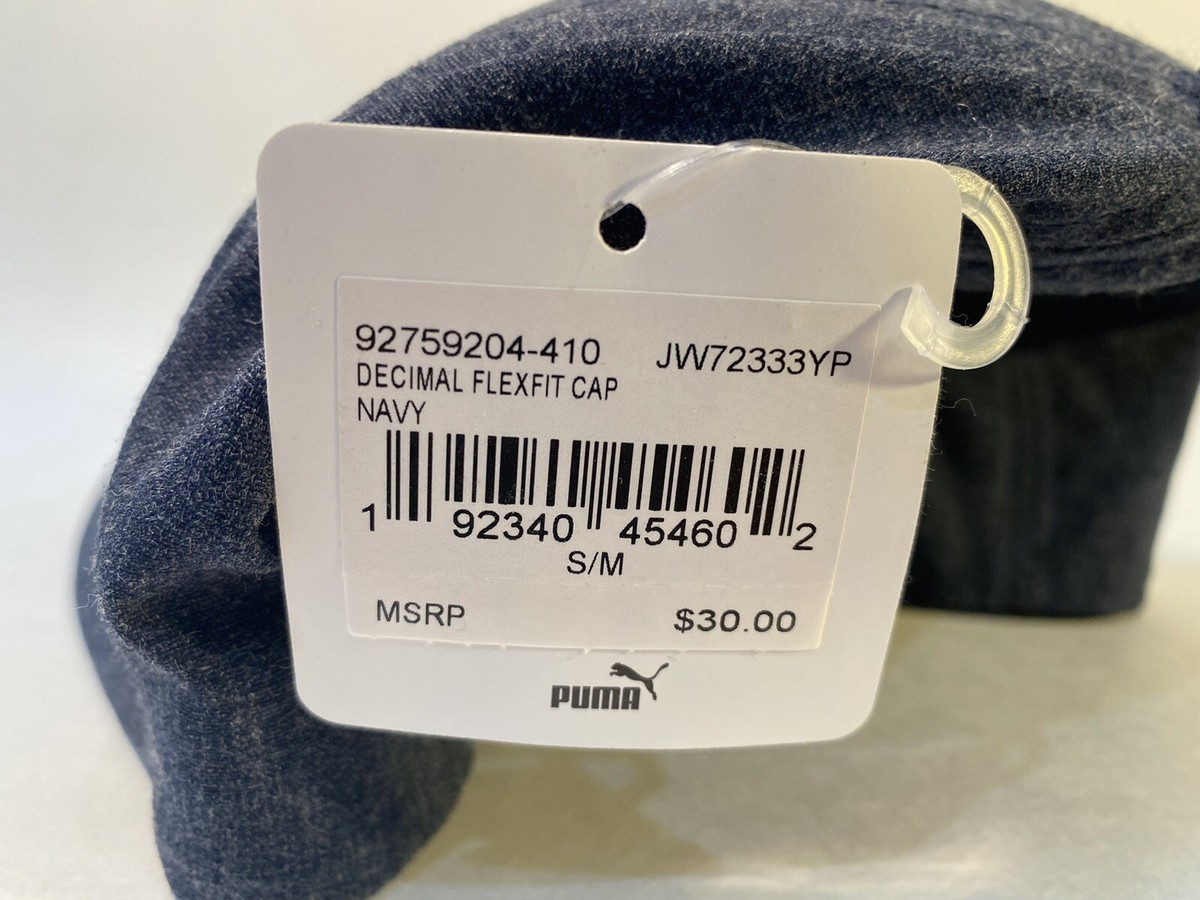 92759204-410 JW72333YP
DECIMAL FLEXFIT CAP
NAVY
1 92340 45460 2
S/M
MSRP $30.00
PUMA